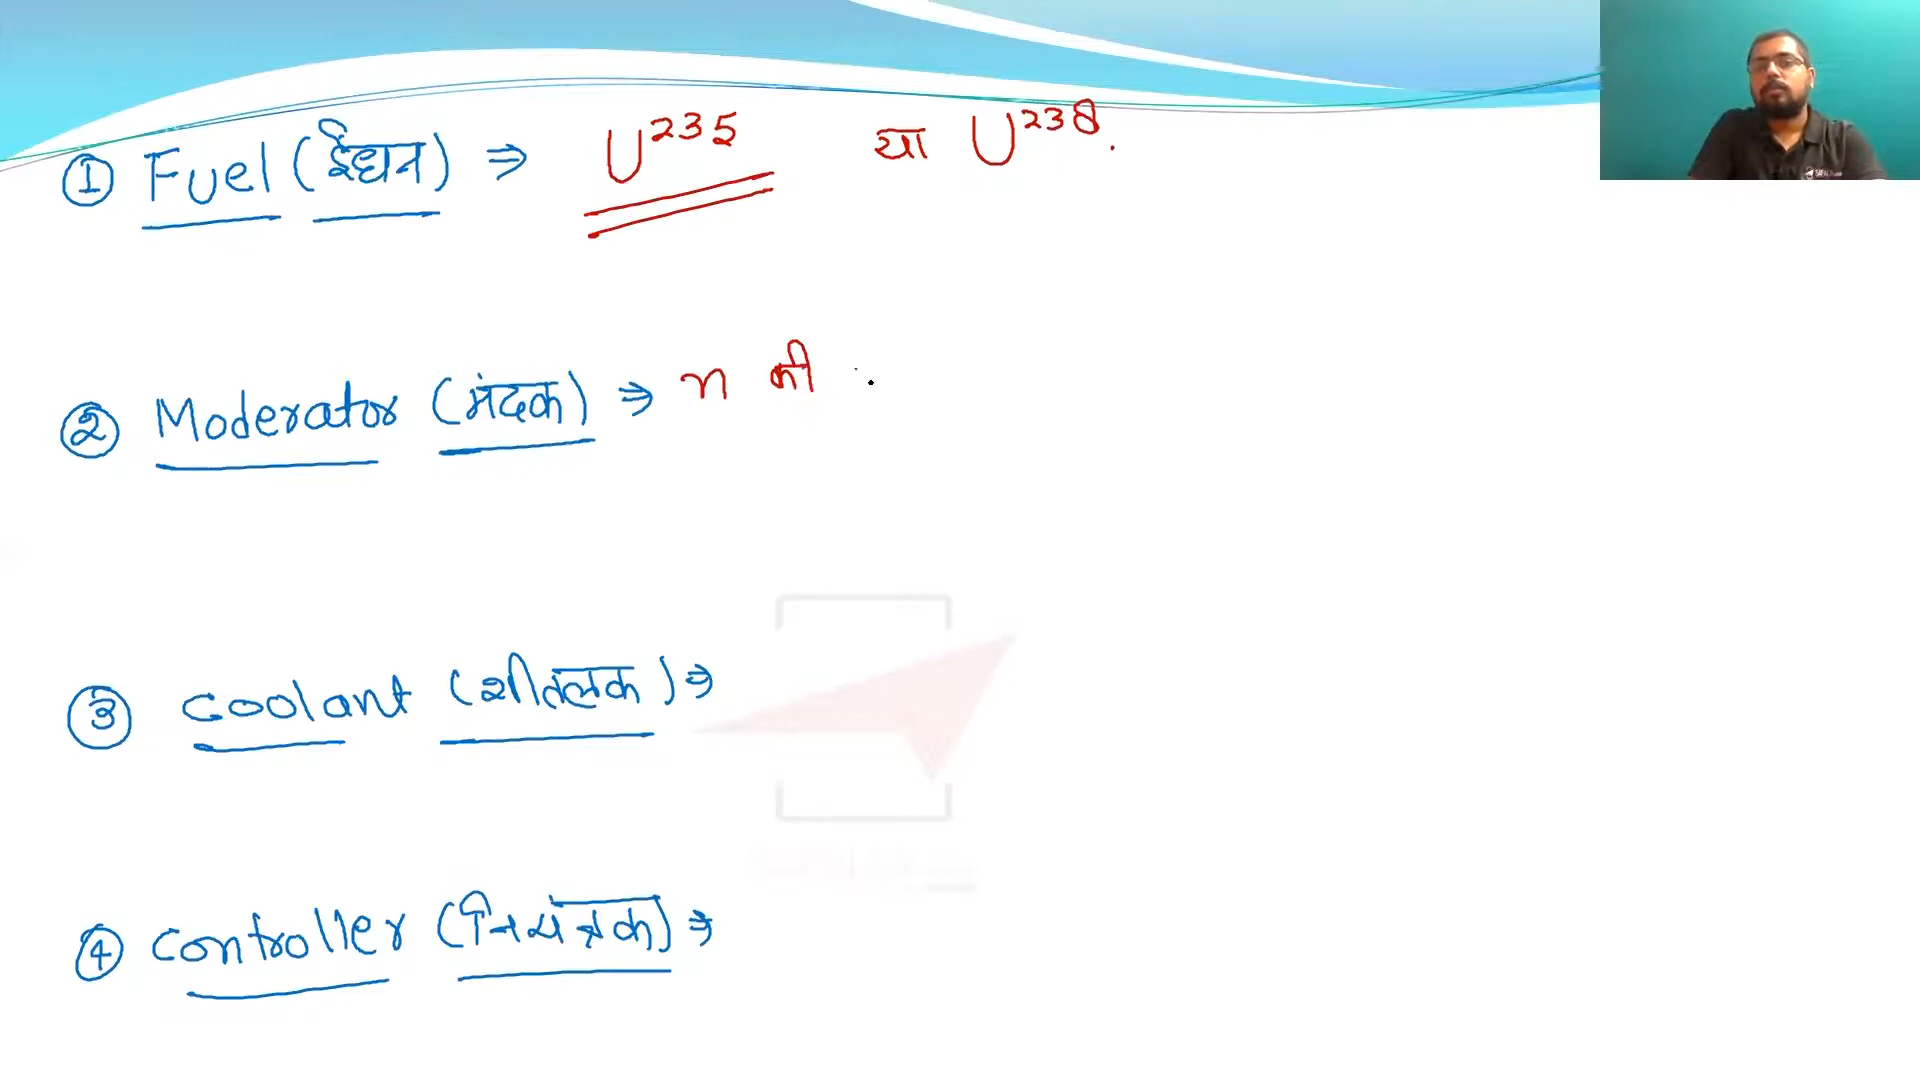 ① Fuel (ईंधन) ⇒ U²³⁵ या U²³⁸.
② Moderator (मंदक) ⇒ n की
③ Coolant (शीतलक) ⇒
④ Controller (नियंत्रक) ⇒